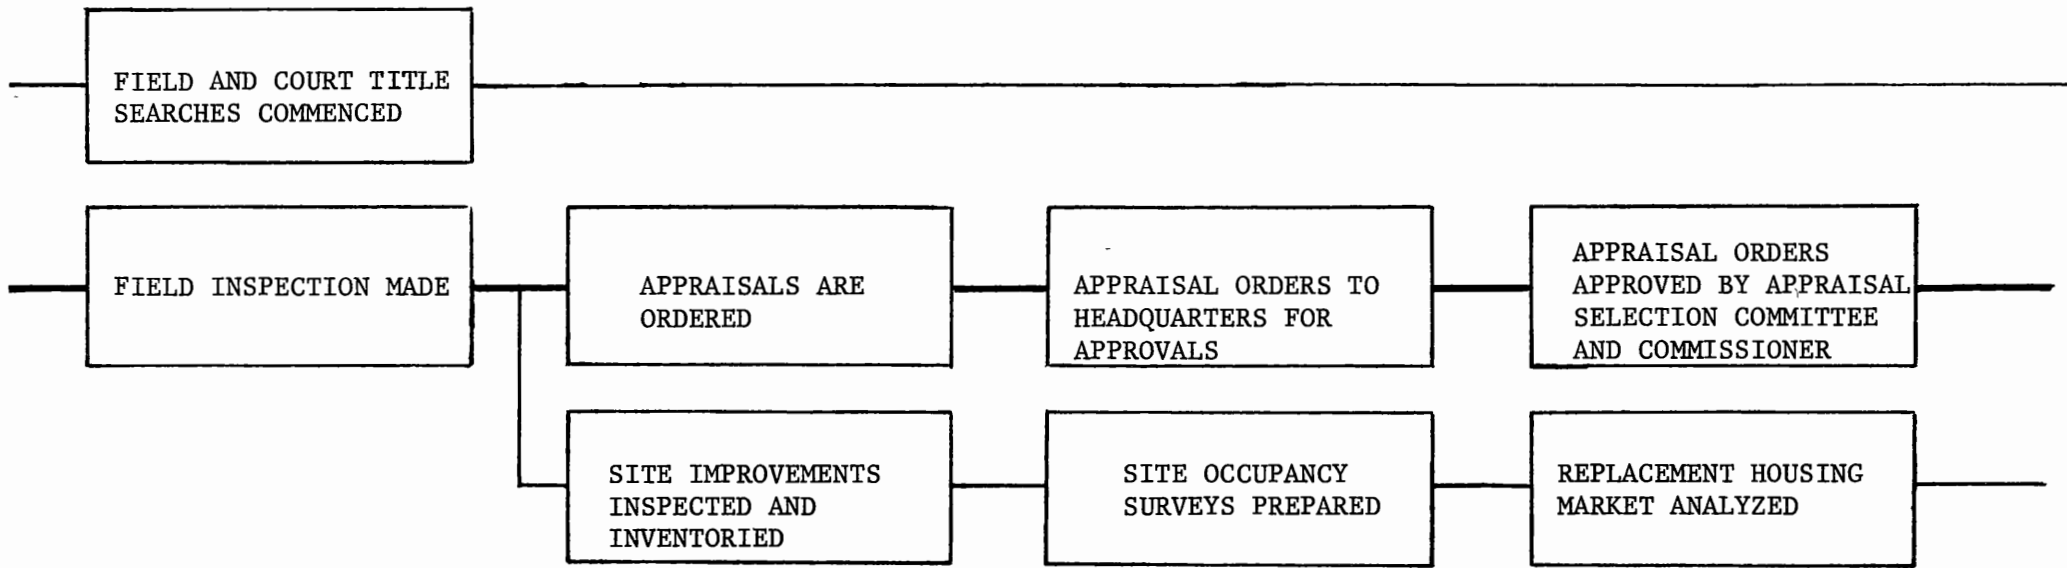 FIELD AND COURT TITLE
SEARCHES COMMENCED
FIELD INSPECTION MADE
APPRAISALS ARE
ORDERED
APPRAISAL ORDERS TO
HEADQUARTERS FOR
APPROVALS
APPRAISAL ORDERS
APPROVED BY APPRAISAL
SELECTION COMMITTEE
AND COMMISSIONER
SITE IMPROVEMENTS
INSPECTED AND
INVENTORIED
SITE OCCUPANCY
SURVEYS PREPARED
REPLACEMENT HOUSING
MARKET ANALYZED